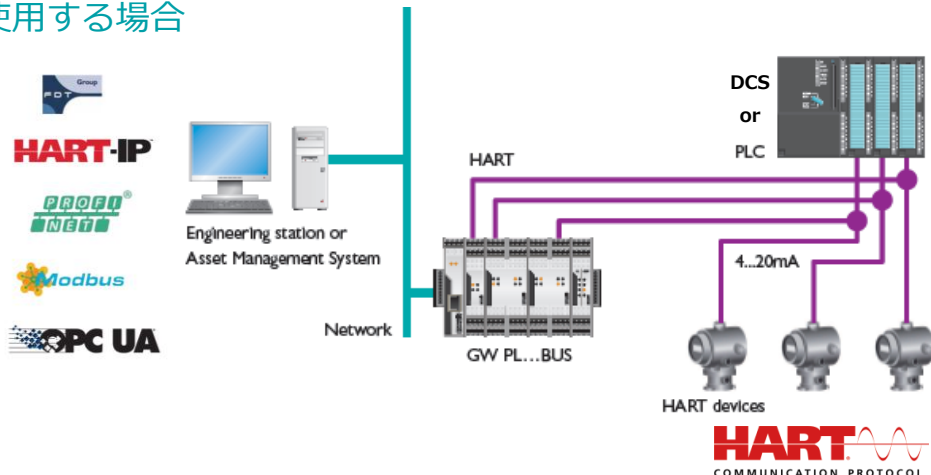 使用する場合
FDT Group
HART-IP
PROFI®
NET
Modbus
OPC UA
Engineering station or
Asset Management System
Network
HART
GW PL...BUS
DCS
or
PLC
4...20mA
HART devices
HART®
COMMUNICATION PROTOCOL